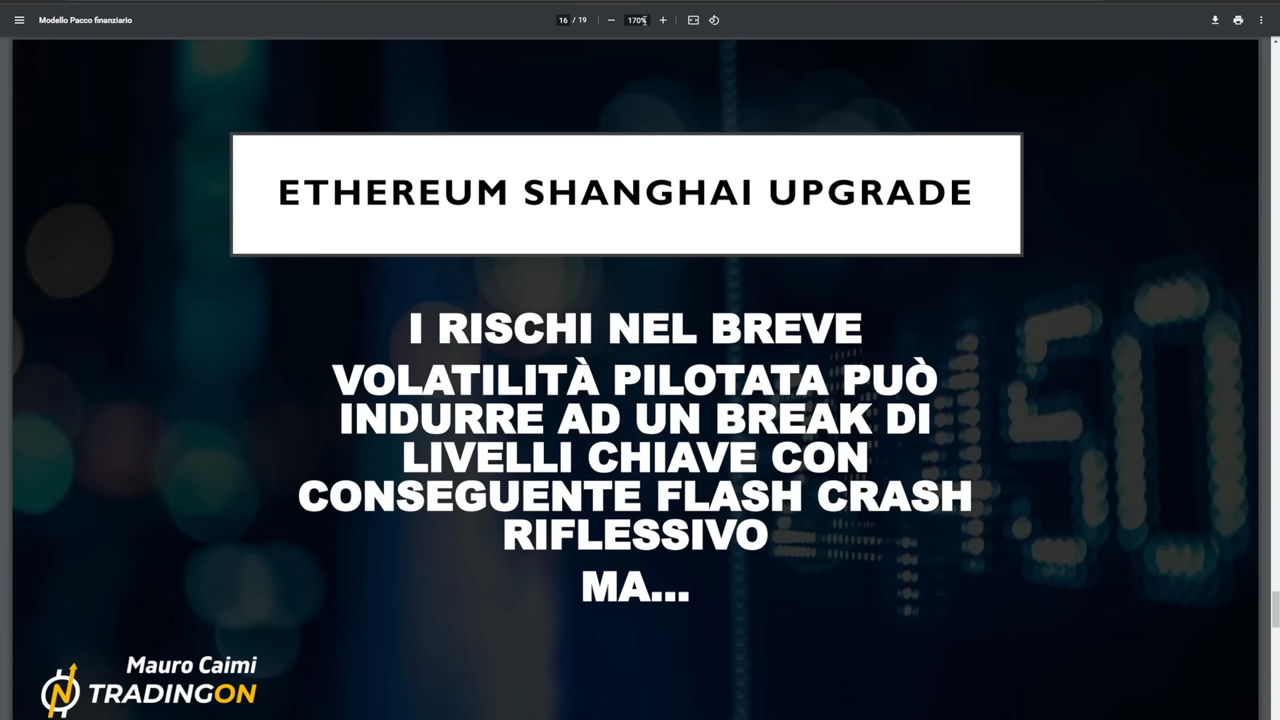 Modello Pacco finanziario
16 / 19
170%
ETHEREUM SHANGHAI UPGRADE
I RISCHI NEL BREVE
VOLATILITÀ PILOTATA PUÒ
INDURRE AD UN BREAK DI
LIVELLI CHIAVE CON
CONSEGUENTE FLASH CRASH
RIFLESSIVO
MA...
Mauro Caimi
TRADINGON